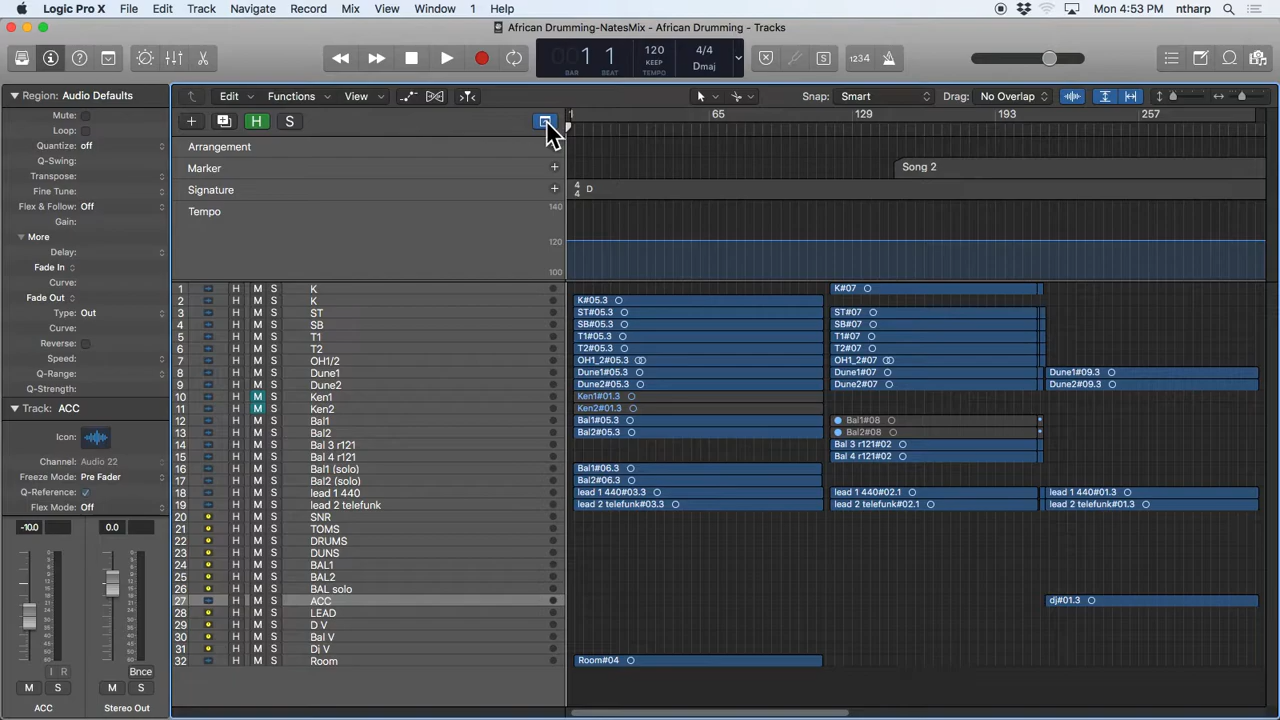 Logic Pro X File Edit Track Navigate Record Mix View Window 1 Help Mon 4:53 PM ntharp
African Drumming-NatesMix - African Drumming - Tracks
001 1 120 4/4
BAR BEAT KEEP TEMPO Dmaj
1234
Region: Audio Defaults
Edit Functions View Snap: Smart Drag: No Overlap
Mute:
Loop:
Quantize: off
Q-Swing:
Transpose:
Fine Tune:
Flex & Follow: Off
Gain:
More
Delay:
Fade In
Curve:
Fade Out
Type: Out
Curve:
Reverse:
Speed:
Q-Range:
Q-Strength:
Track: ACC
Icon:
Channel: Audio 22
Freeze Mode: Pre Fader
Q-Reference:
Flex Mode: Off
-10.0 0.0
I R Bnce
M S M S
ACC Stereo Out
H S
1 65 129 193 257
Arrangement
Marker
Song 2
Signature
4 4 D
Tempo 140
120
100
1 H M S K K#07
2 H M S K K#05.3
3 H M S ST ST#05.3 ST#07
4 H M S SB SB#05.3 SB#07
5 H M S T1 T1#05.3 T1#07
6 H M S T2 T2#05.3 T2#07
7 H M S OH1/2 OH1_2#05.3 OH1_2#07
8 H M S Dune1 Dune1#05.3 Dune1#07 Dune1#09.3
9 H M S Dune2 Dune2#05.3 Dune2#07 Dune2#09.3
10 H M S Ken1 Ken1#01.3
11 H M S Ken2 Ken2#01.3
12 H M S Bal1 Bal1#05.3 Bal1#08
13 H M S Bal2 Bal2#05.3 Bal2#08
14 H M S Bal 3 r121 Bal 3 r121#02
15 H M S Bal 4 r121 Bal 4 r121#02
16 H M S Bal1 (solo) Bal1#06.3
17 H M S Bal2 (solo) Bal2#06.3
18 H M S lead 1 440 lead 1 440#03.3 lead 1 440#02.1 lead 1 440#01.3
19 H M S lead 2 telefunk lead 2 telefunk#03.3 lead 2 telefunk#02.1 lead 2 telefunk#01.3
20 H M S SNR
21 H M S TOMS
22 H M S DRUMS
23 H M S DUNS
24 H M S BAL1
25 H M S BAL2
26 H M S BAL solo
27 H M S ACC dj#01.3
28 H M S LEAD
29 H M S D V
30 H M S Bal V
31 H M S Di V
32 H M S Room Room#04